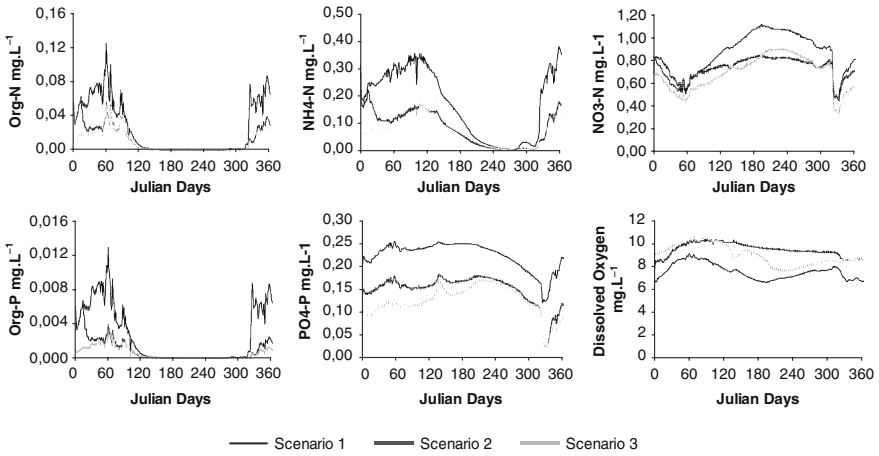 0,16
0,12
0,08
0,04
0,00
Org-N mg.L⁻¹
0 60 120 180 240 300 360
Julian Days
0,50
0,40
0,30
0,20
0,10
0,00
NH4-N mg.L⁻¹
0 60 120 180 240 300 360
Julian Days
1,20
1,00
0,80
0,60
0,40
0,20
0,00
NO3-N mg.L-1
0 60 120 180 240 300 360
Julian Days
0,016
0,012
0,008
0,004
0,000
Org-P mg.L⁻¹
0 60 120 180 240 300 360
Julian Days
0,30
0,25
0,20
0,15
0,10
0,05
0,00
PO4-P mg.L-1
0 60 120 180 240 300 360
Julian Days
12
10
8
6
4
2
0
Dissolved Oxygen
mg.L⁻¹
0 60 120 180 240 300 360
Julian Days
Scenario 1 Scenario 2 Scenario 3